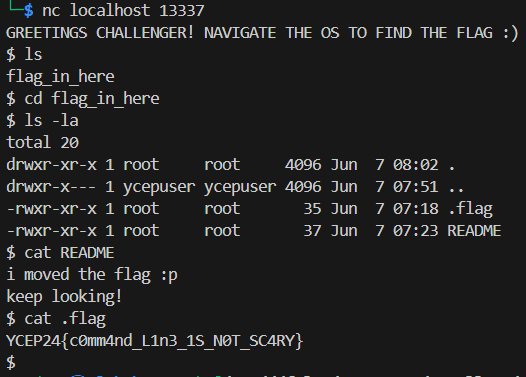 $ nc localhost 13337
GREETINGS CHALLENGER! NAVIGATE THE OS TO FIND THE FLAG :)
$ ls
flag_in_here
$ cd flag_in_here
$ ls -la
total 20
drwxr-xr-x 1 root     root     4096 Jun  7 08:02 .
drwxr-x--- 1 ycepuser ycepuser 4096 Jun  7 07:51 ..
-rwxr-xr-x 1 root     root       35 Jun  7 07:18 .flag
-rwxr-xr-x 1 root     root       37 Jun  7 07:23 README
$ cat README
i moved the flag :p
keep looking!
$ cat .flag
YCEP24{c0mm4nd_L1n3_1S_N0T_SC4RY}
$